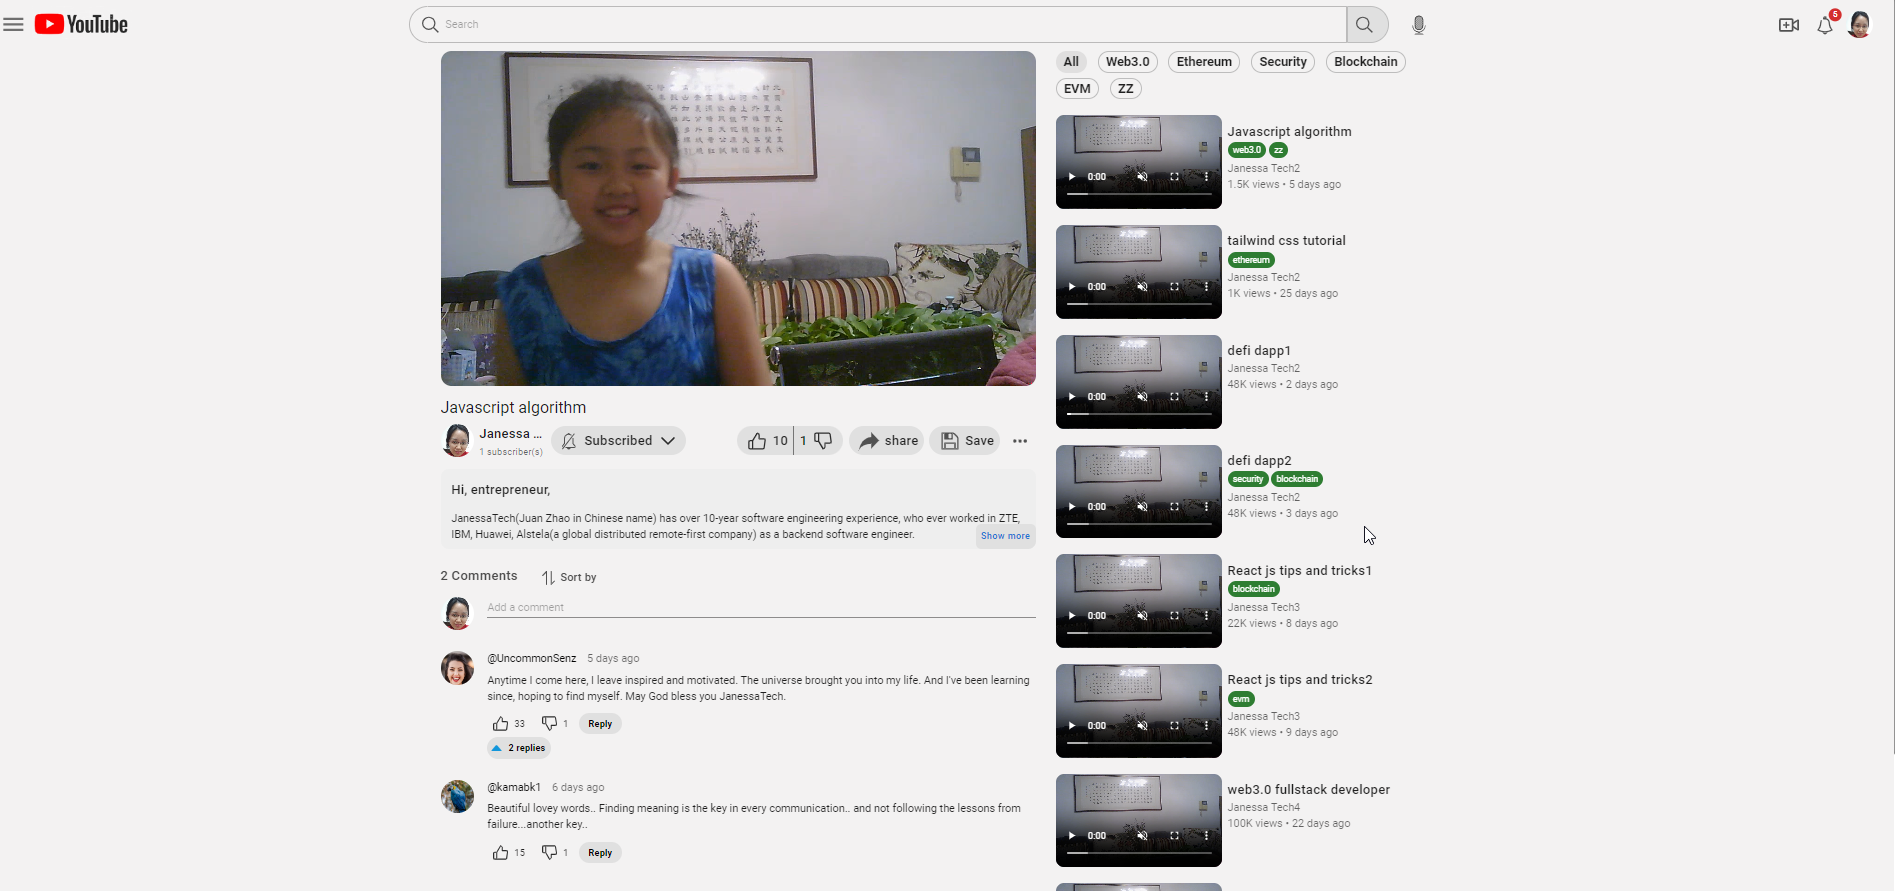 YouTube
Search
5
Javascript algorithm
Janessa ...
1 subscriber(s)
Subscribed
10
1
share
Save
Hi, entrepreneur,
JanessaTech(Juan Zhao in Chinese name) has over 10-year software engineering experience, who ever worked in ZTE,
IBM, Huawei, Alstela(a global distributed remote-first company) as a backend software engineer.
Show more
2 Comments
Sort by
Add a comment
@UncommonSenz 5 days ago
Anytime I come here, I leave inspired and motivated. The universe brought you into my life. And I've been learning
since, hoping to find myself. May God bless you JanessaTech.
33
1
Reply
2 replies
@kamabk1 6 days ago
Beautiful lovey words.. Finding meaning is the key in every communication.. and not following the lessons from
failure...another key..
15
1
Reply
All
Web3.0
Ethereum
Security
Blockchain
EVM
ZZ
0:00
Javascript algorithm
web3.0 zz
Janessa Tech2
1.5K views • 5 days ago
0:00
tailwind css tutorial
ethereum
Janessa Tech2
1K views • 25 days ago
0:00
defi dapp1
Janessa Tech2
48K views • 2 days ago
0:00
defi dapp2
security blockchain
Janessa Tech2
48K views • 3 days ago
0:00
React js tips and tricks1
blockchain
Janessa Tech3
22K views • 8 days ago
0:00
React js tips and tricks2
evm
Janessa Tech3
48K views • 9 days ago
0:00
web3.0 fullstack developer
Janessa Tech4
100K views • 22 days ago